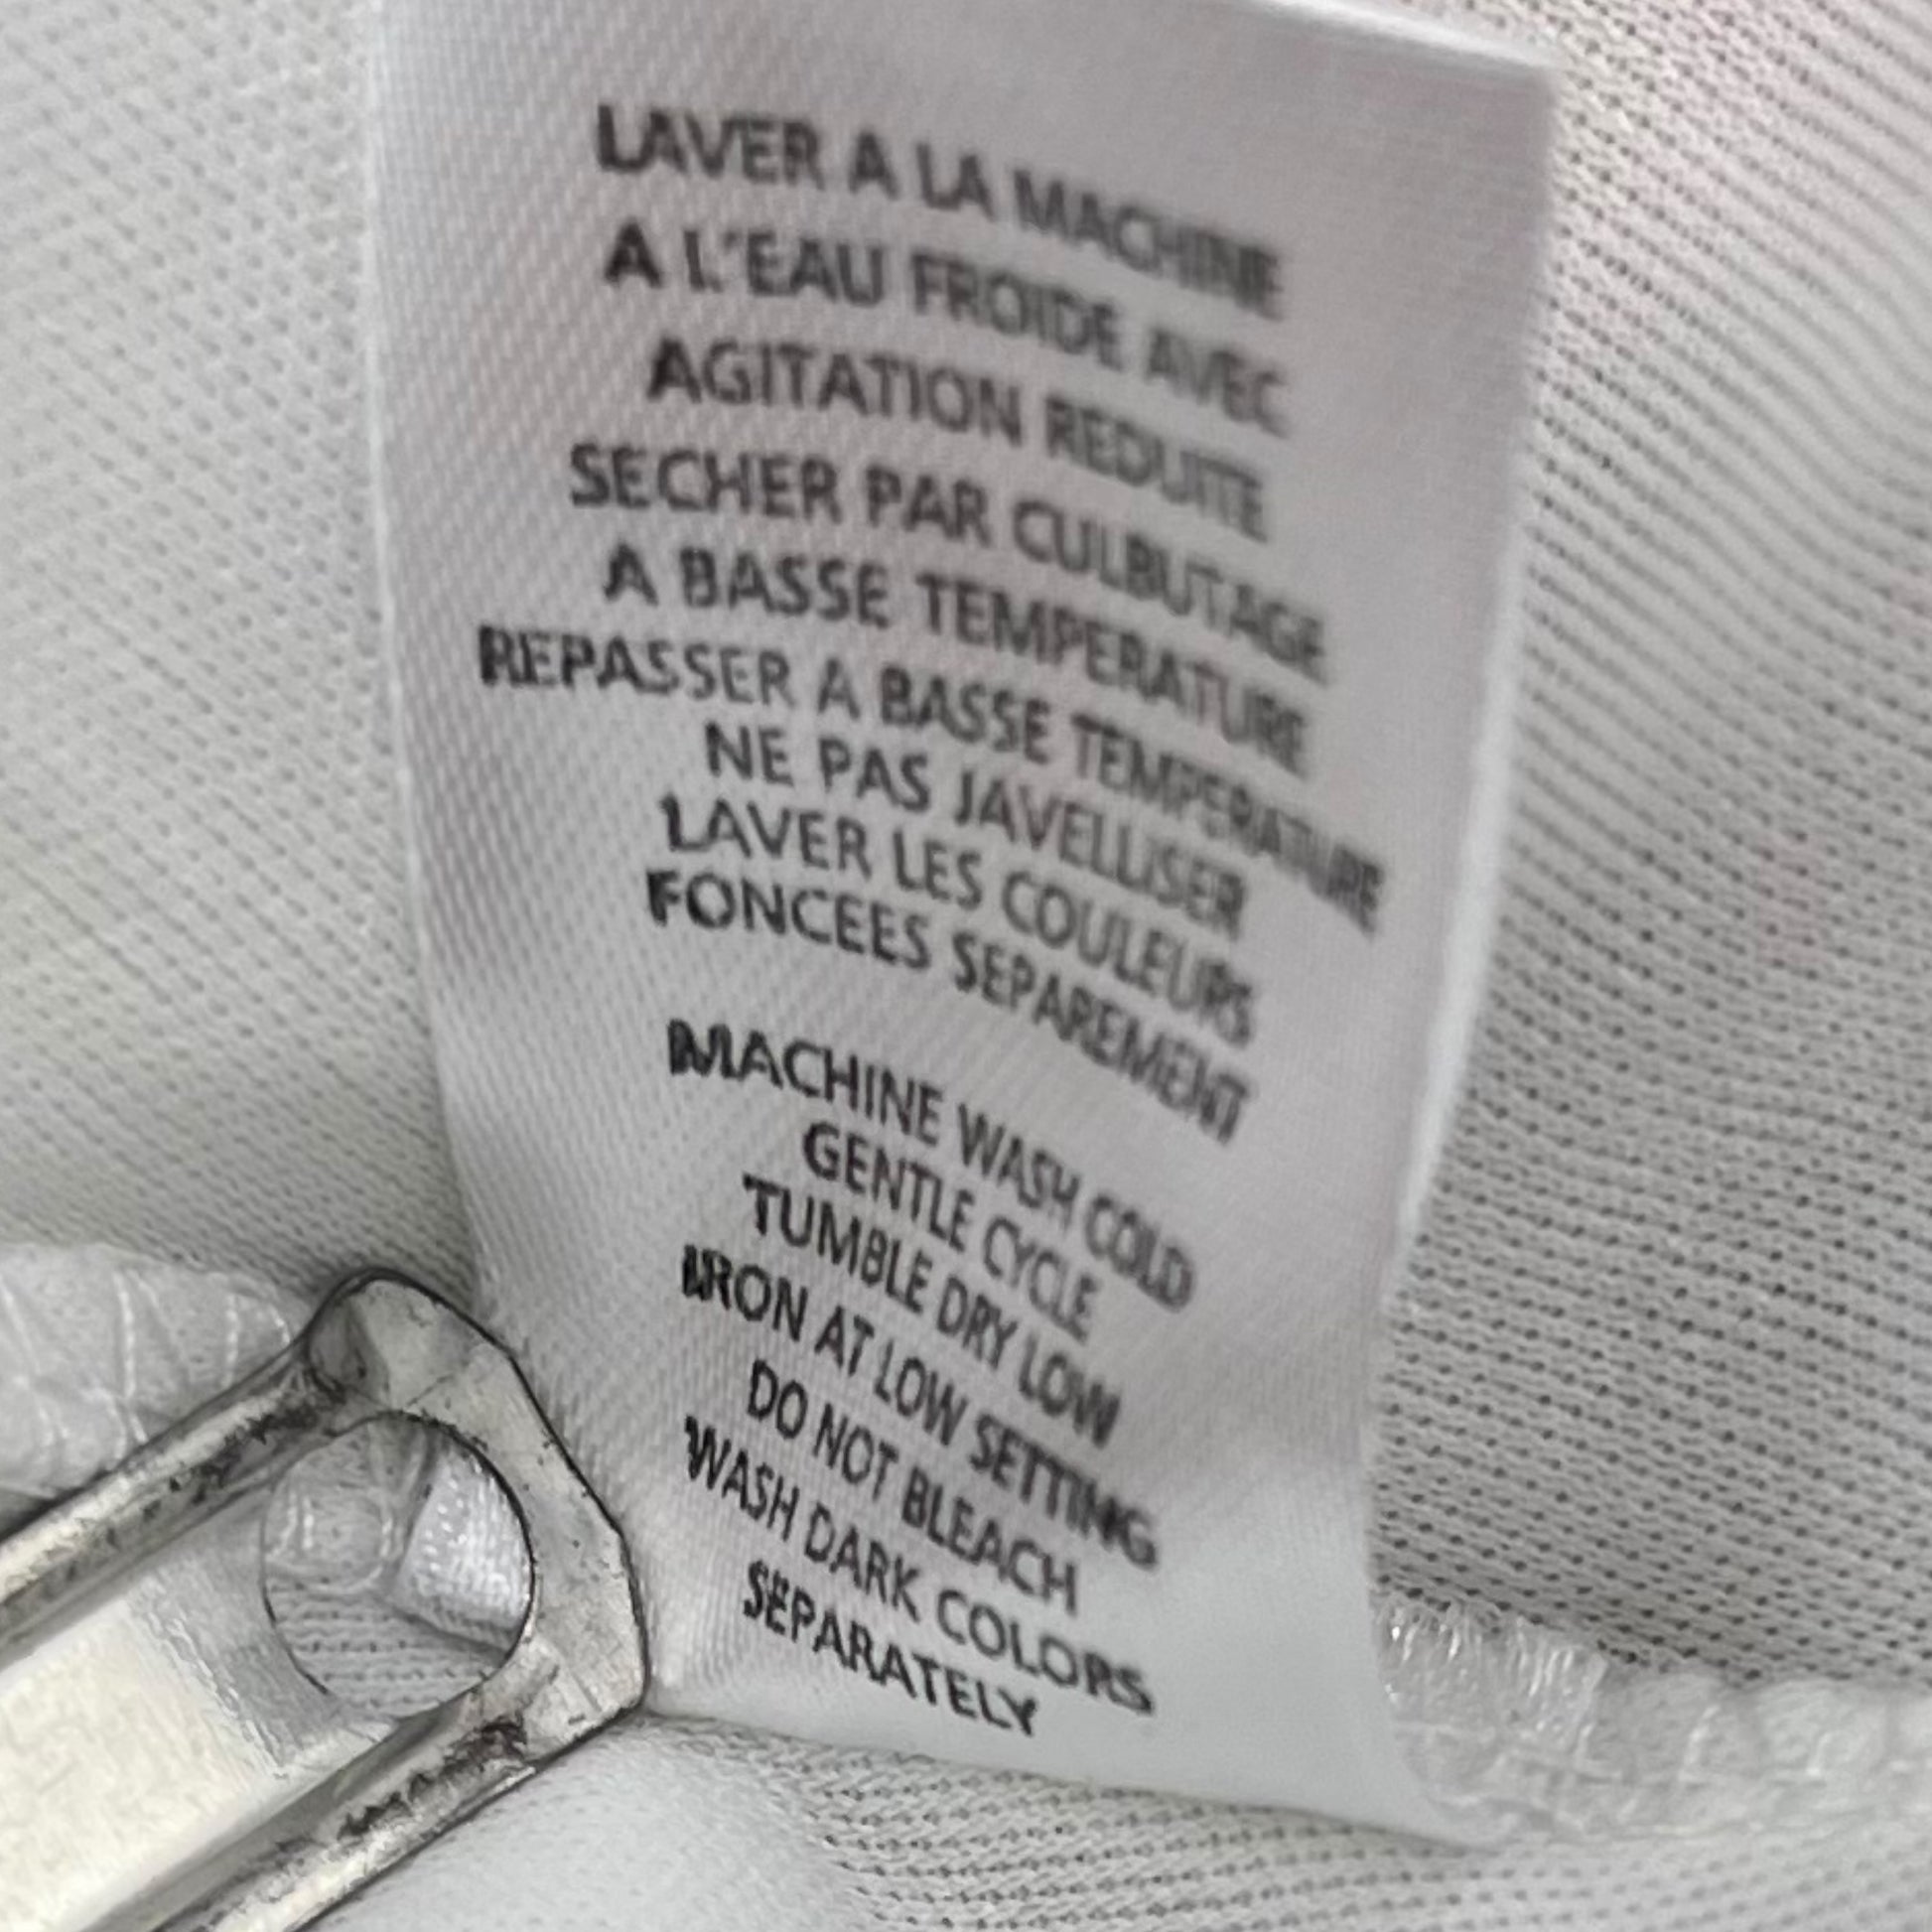 LAVER A LA MACHINE
A L'EAU FROIDE AVEC
AGITATION REDUITE
SECHER PAR CULBUTAGE
A BASSE TEMPERATURE
REPASSER A BASSE TEMPERATURE
NE PAS JAVELLISER
LAVER LES COULEURS
FONCEES SEPAREMENT
MACHINE WASH COLD
GENTLE CYCLE
TUMBLE DRY LOW
IRON AT LOW SETTING
DO NOT BLEACH
WASH DARK COLORS
SEPARATELY